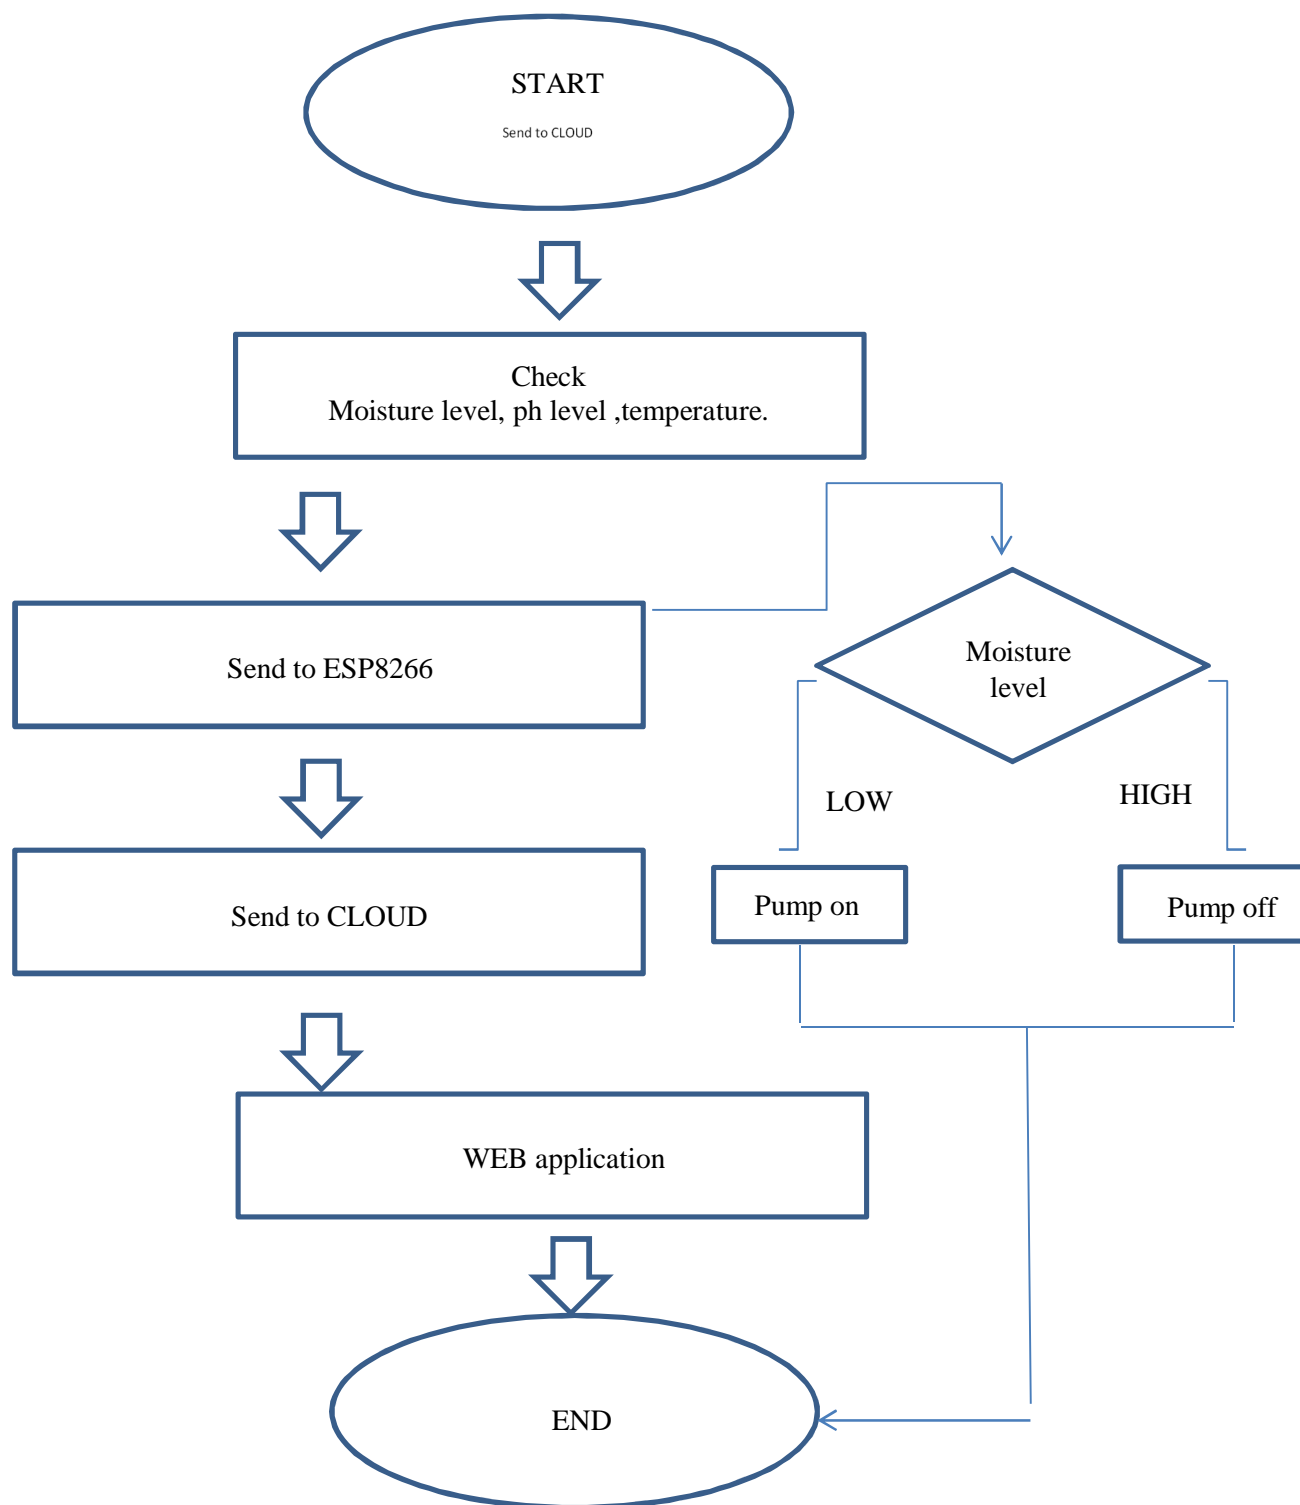 START
Send to CLOUD
Check
Moisture level, ph level ,temperature.
Send to ESP8266
Moisture
level
LOW
HIGH
Pump on
Pump off
Send to CLOUD
WEB application
END